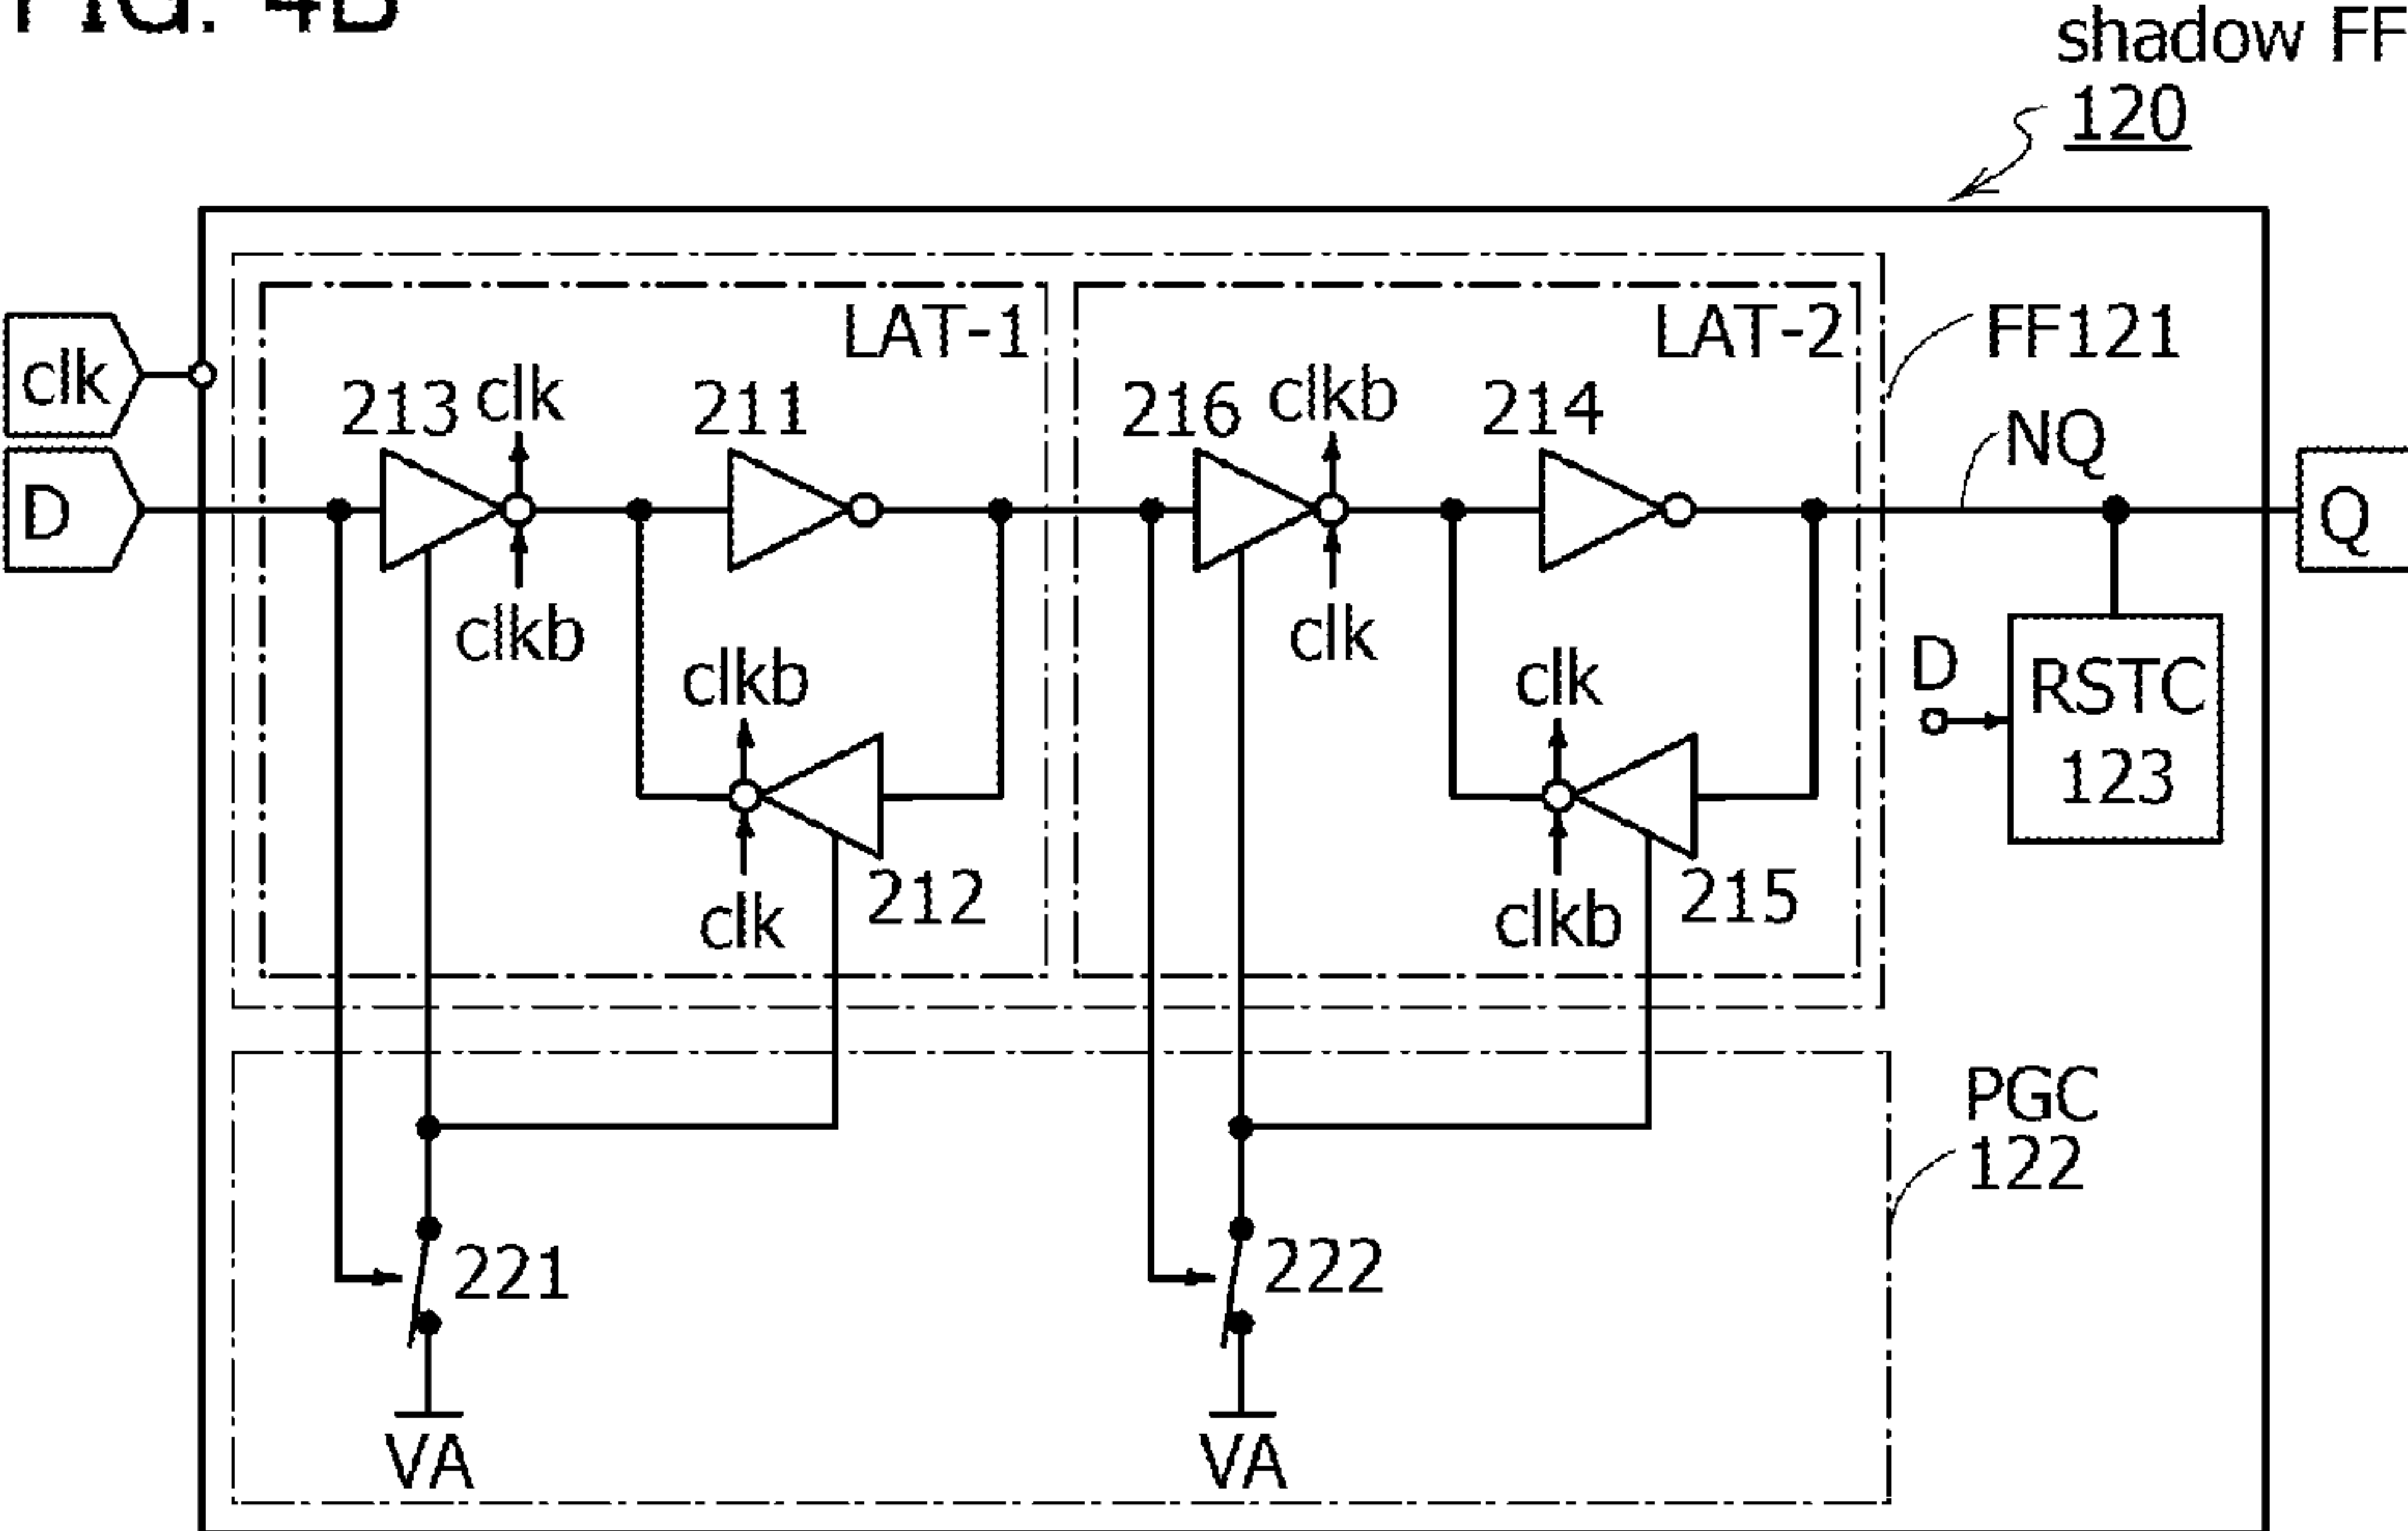 FIG. 4B
shadow FF
120
clk
D
LAT-1
LAT-2
FF121
213
clk
211
216
clkb
214
NQ
Q
clkb
clk
clkb
clk
D
RSTC
123
clk
212
clkb
215
PGC
122
221
222
VA
VA